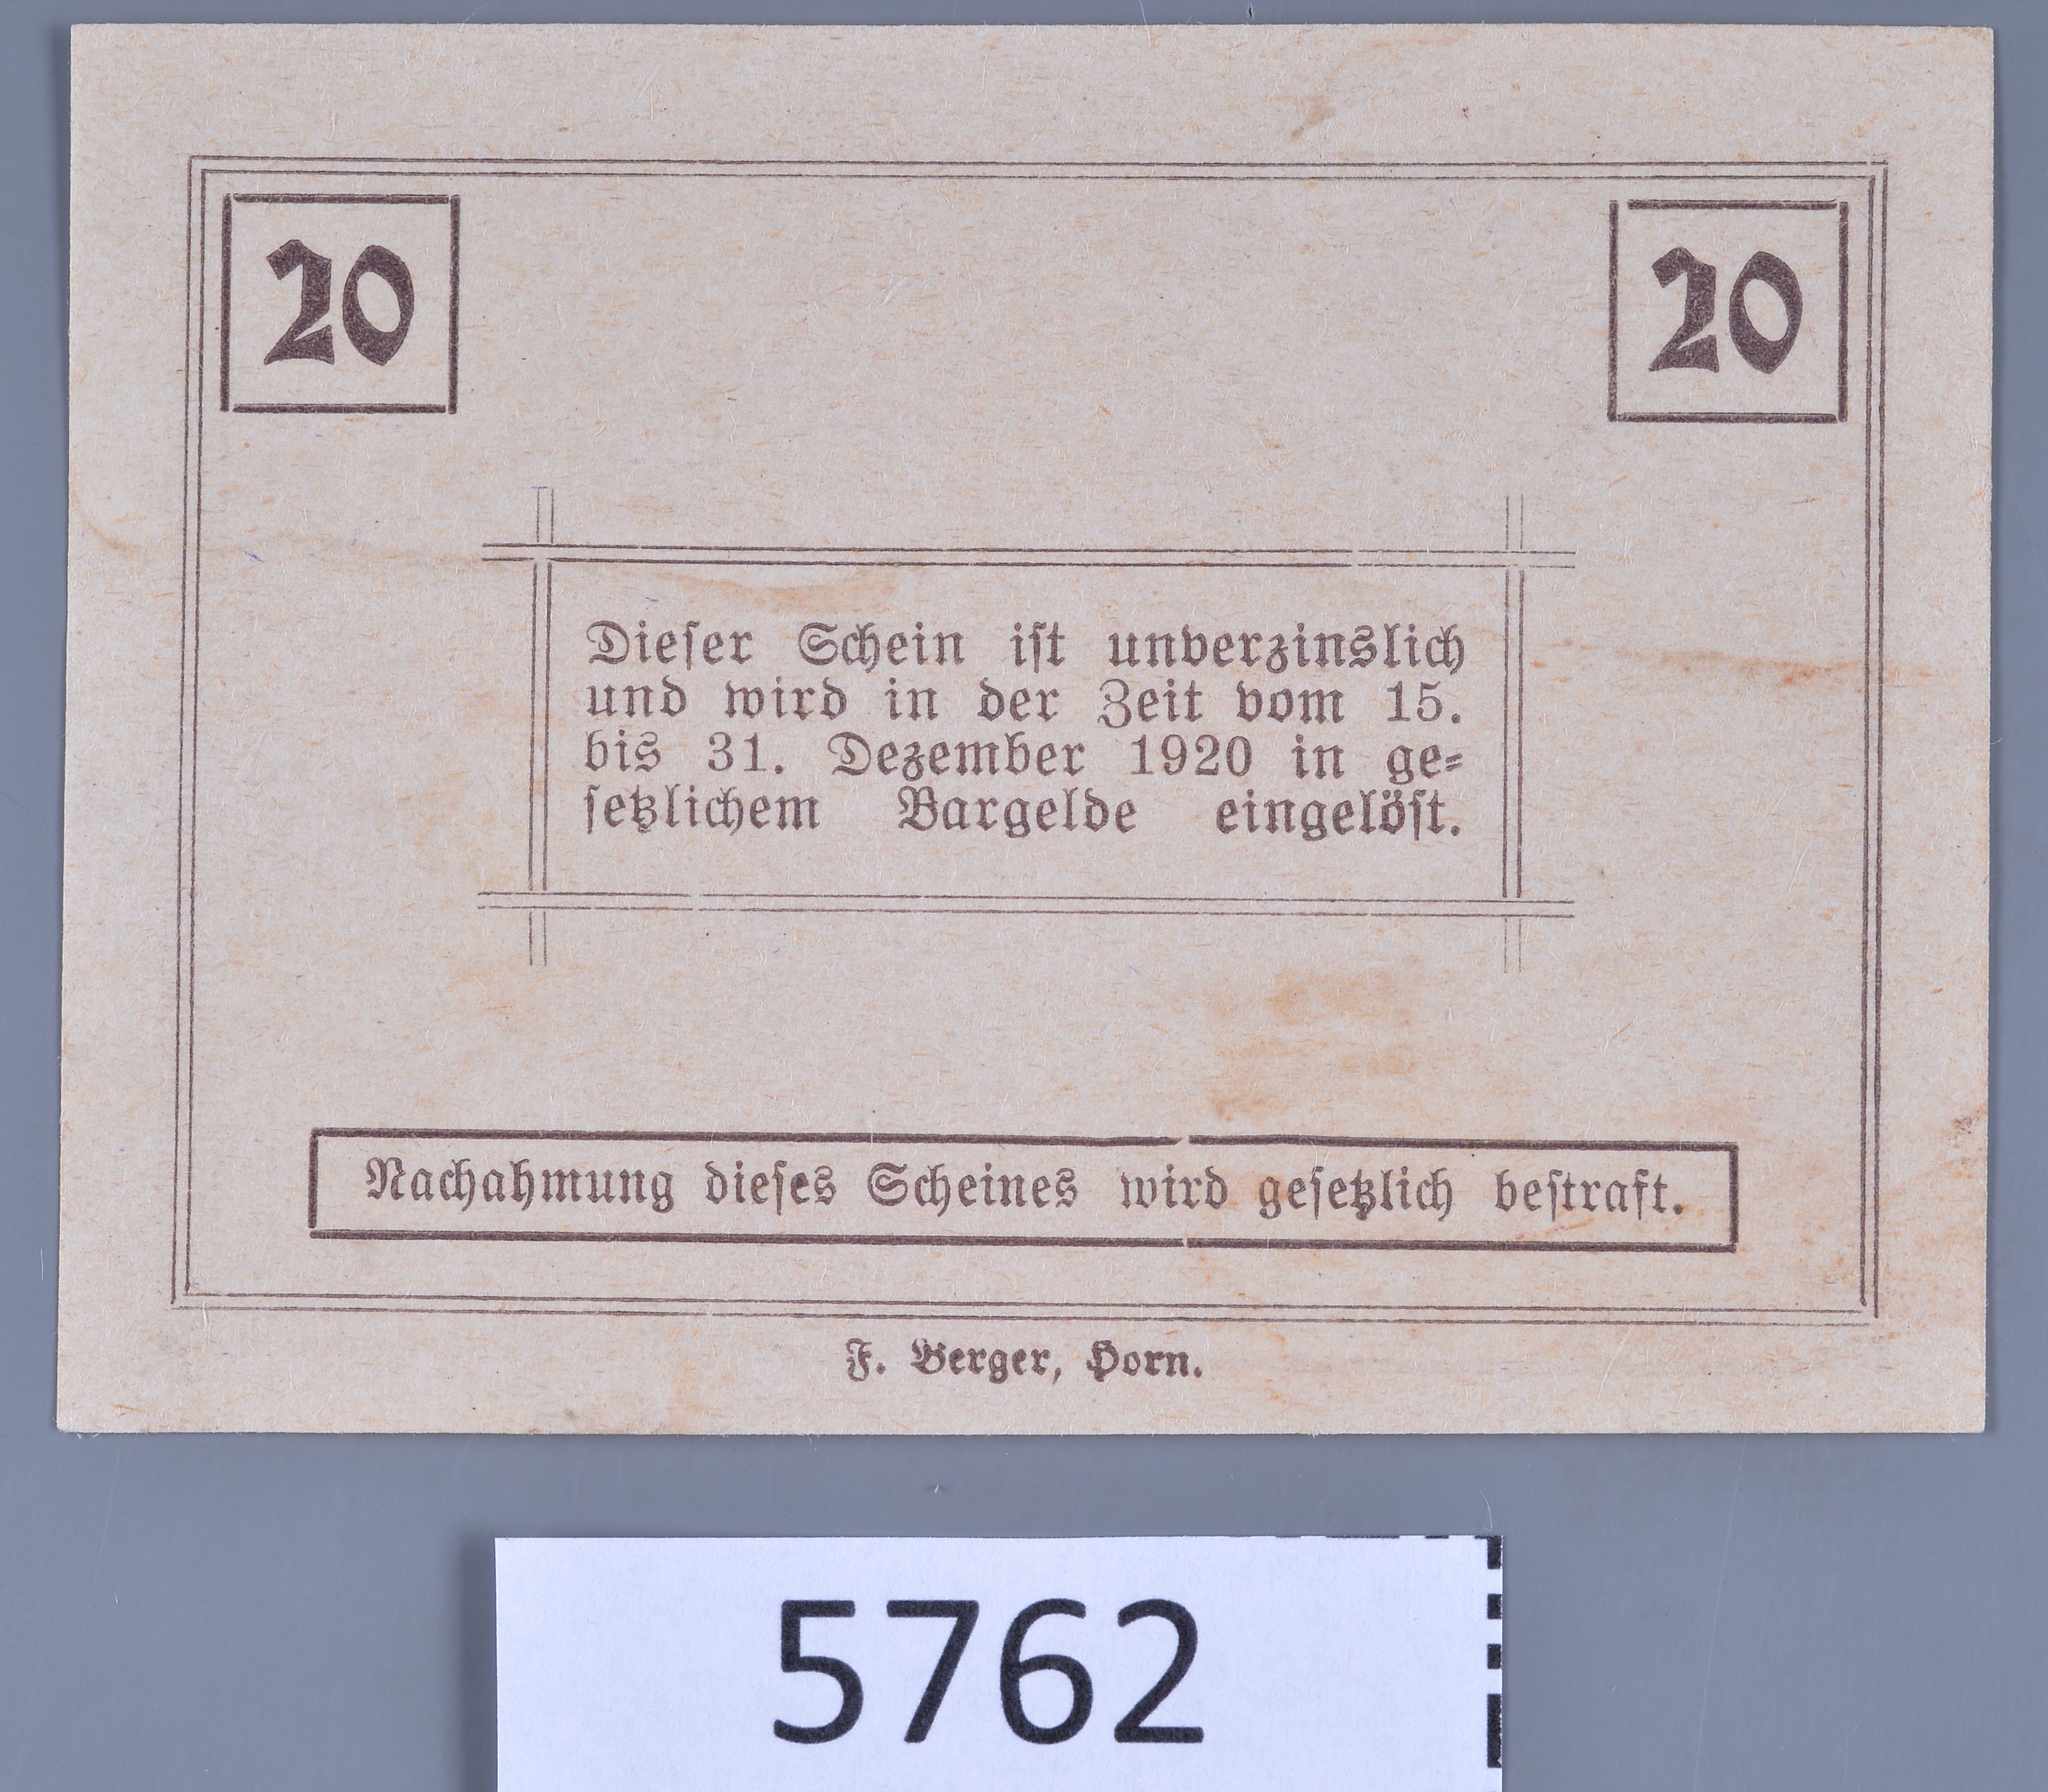 20
20
Dieſer Schein iſt unverzinslich
und wird in der Zeit vom 15.
bis 31. Dezember 1920 in ge⸗
ſetzlichem Bargelde eingelöſt.
Nachahmung dieſes Scheines wird geſetzlich beſtraft.
F. Berger, Horn.
5762